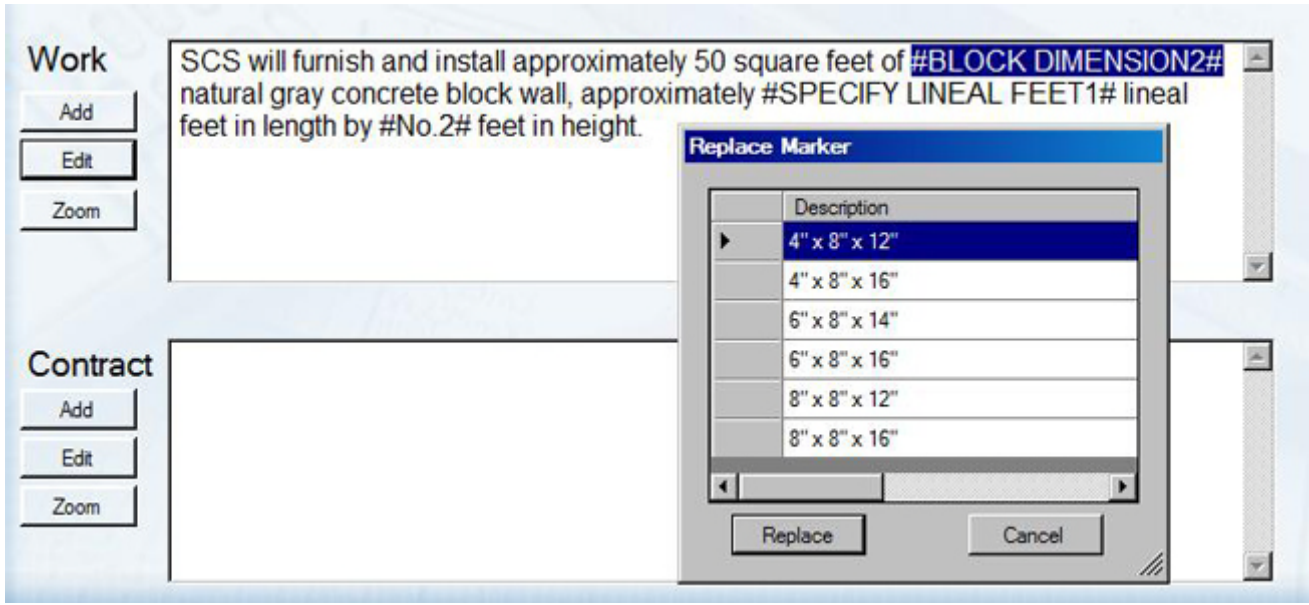 Work
Add
Edit
Zoom
SCS will furnish and install approximately 50 square feet of #BLOCK DIMENSION2#
natural gray concrete block wall, approximately #SPECIFY LINEAL FEET1# lineal
feet in length by #No.2# feet in height.
Contract
Add
Edit
Zoom
Replace Marker
Description
4" x 8" x 12"
4" x 8" x 16"
6" x 8" x 14"
6" x 8" x 16"
8" x 8" x 12"
8" x 8" x 16"
Replace
Cancel